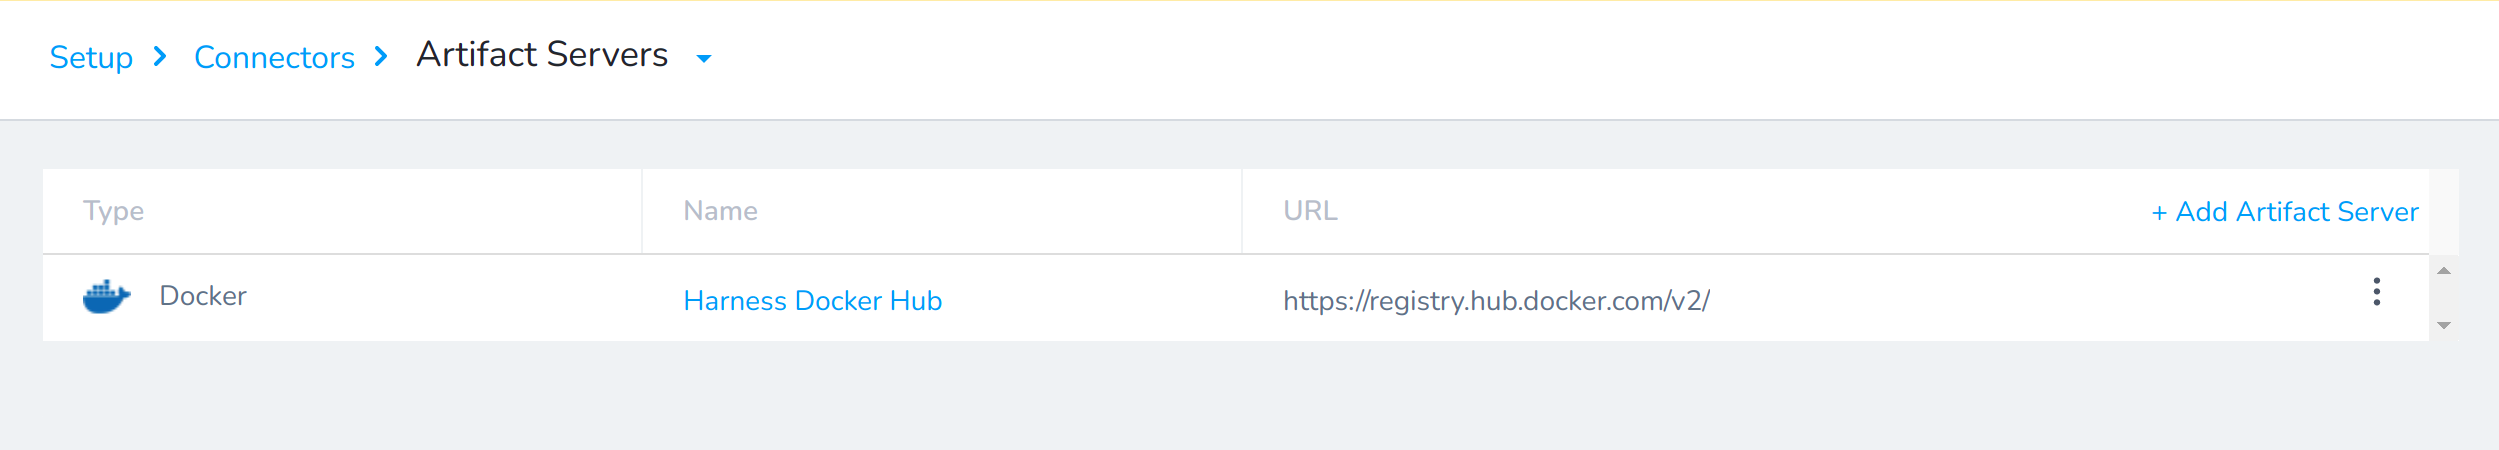 Setup > Connectors > Artifact Servers
Type Name URL + Add Artifact Server
Docker Harness Docker Hub https://registry.hub.docker.com/v2/